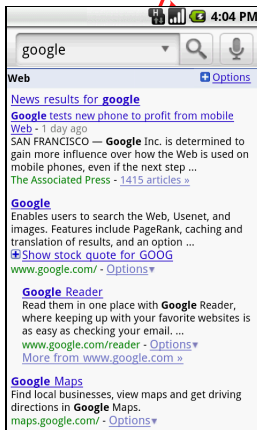 4:04 PM
google
Web Options
News results for google
Google tests new phone to profit from mobile
Web - 1 day ago
SAN FRANCISCO — Google Inc. is determined to
gain more influence over how the Web is used on
mobile phones, even if the next step ...
The Associated Press - 1415 articles »
Google
Enables users to search the Web, Usenet, and
images. Features include PageRank, caching and
translation of results, and an option ...
Show stock quote for GOOG
www.google.com/ - Options▾
Google Reader
Read them in one place with Google Reader,
where keeping up with your favorite websites is
as easy as checking your email. ...
www.google.com/reader - Options▾
More from www.google.com »
Google Maps
Find local businesses, view maps and get driving
directions in Google Maps.
maps.google.com/ - Options▾